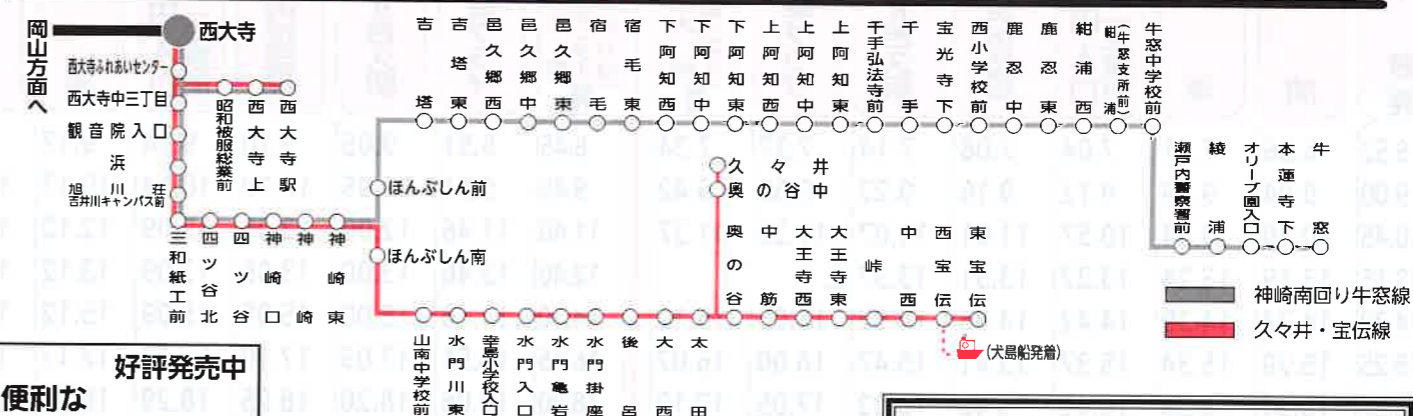 岡山方面へ
西大寺
西大寺ふれあいセンター
西大寺中三丁目
観音院入口
浜
旭川荘
吉井川キャンパス前
昭和被服総業前
西大寺上
西大寺駅
三和紙工前
四ツ谷北
四ツ谷
神崎口
神崎
神崎東
ほんぶしん前
ほんぶしん南
吉塔
吉塔東
邑久郷西
邑久郷中
邑久郷東
宿毛
宿毛東
下阿知西
下阿知中
下阿知東
上阿知西
上阿知中
上阿知東
千手弘法寺前
千手
宝光寺下
西小学校前
鹿忍中
鹿忍東
紺浦西
紺浦
(牛窓支所前)
牛窓中学校前
瀬戸内警察署前
綾浦
オリーブ園入口
本蓮寺下
牛窓
久々井
奥の谷中
山南中学校前
水門川東
幸島小学校入口
水門入口
水門亀岩
水門掛座
後呂
大西
太田
奥の谷
中筋
大王寺西
大王寺東
峠
中西
西宝伝
東宝伝
(犬島船発着)
神崎南回り牛窓線
久々井・宝伝線
好評発売中
便利な